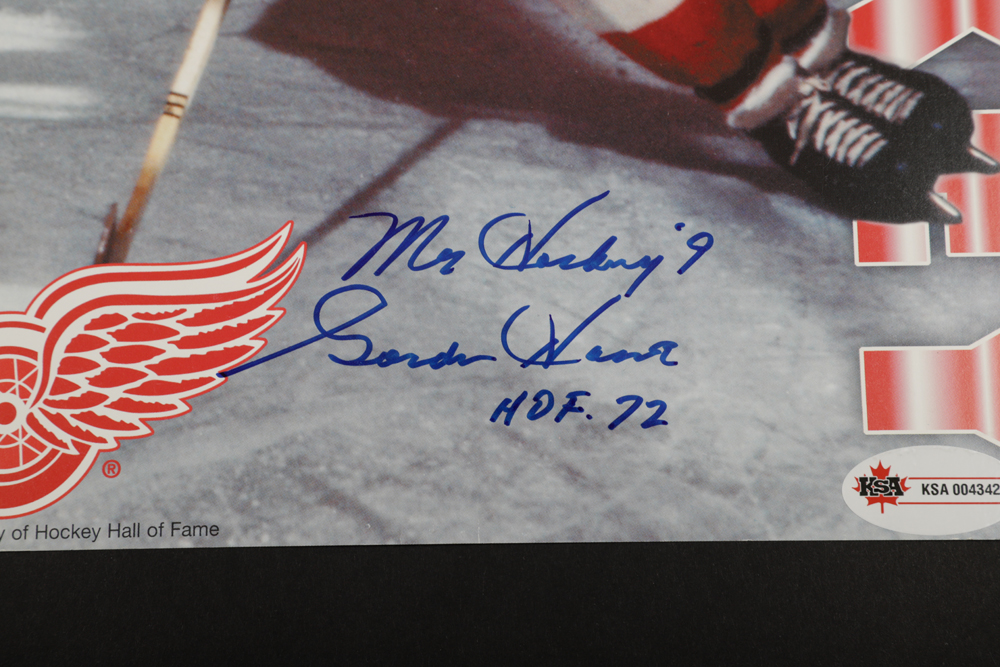 Mr Hockey '9
Gordie Howe
HOF. 72
®
KSA
KSA 004342
y of Hockey Hall of Fame